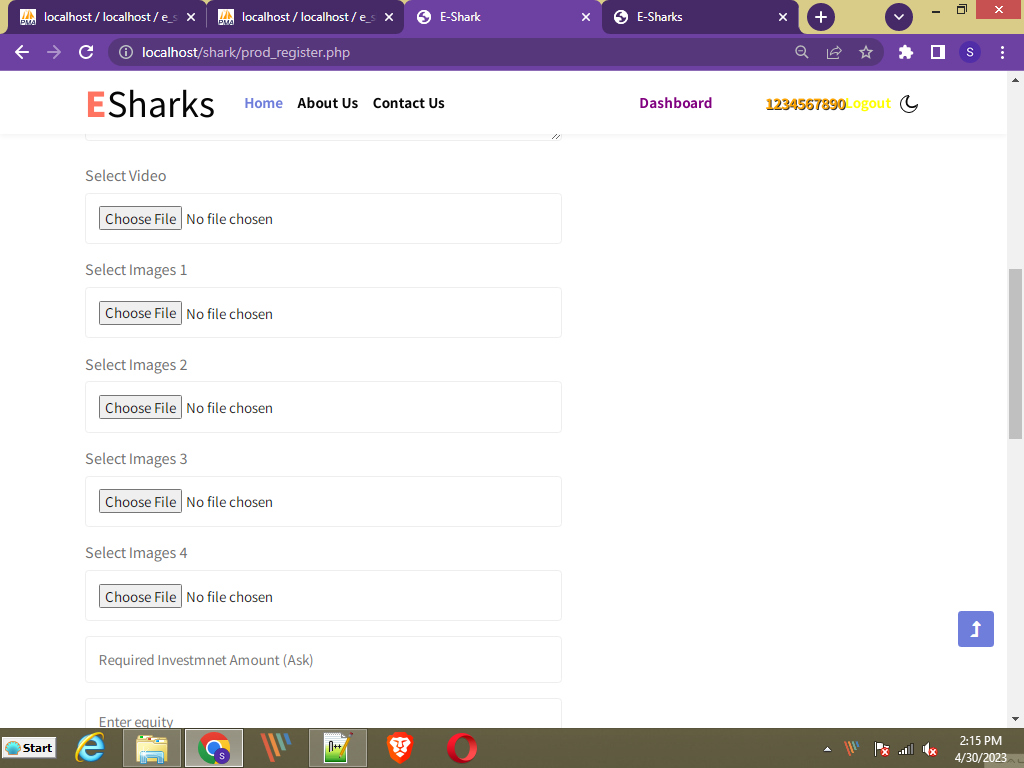 localhost / localhost / e_s
localhost / localhost / e_s
E-Shark
E-Sharks
localhost/shark/prod_register.php
S
ESharks
Home
About Us
Contact Us
Dashboard
1234567890
Logout
Select Video
Choose File No file chosen
Select Images 1
Choose File No file chosen
Select Images 2
Choose File No file chosen
Select Images 3
Choose File No file chosen
Select Images 4
Choose File No file chosen
Required Investmnet Amount (Ask)
Enter equity
Start
2:15 PM
4/30/2023